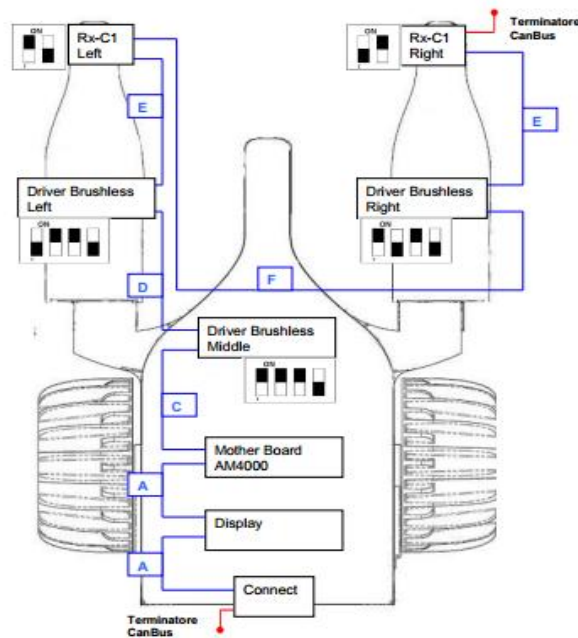 ON
Rx-C1
Left
ON
Rx-C1
Right
Terminatore
CanBus
E
E
Driver Brushless
Left
ON
Driver Brushless
Right
ON
D
F
Driver Brushless
Middle
ON
C
Mother Board
AM4000
A
Display
A
Connect
Terminatore
CanBus